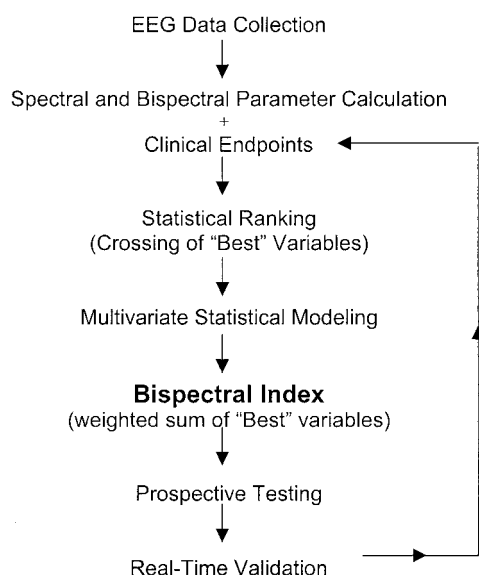 EEG Data Collection
Spectral and Bispectral Parameter Calculation
+
Clinical Endpoints
Statistical Ranking
(Crossing of “Best” Variables)
Multivariate Statistical Modeling
Bispectral Index
(weighted sum of “Best” variables)
Prospective Testing
Real-Time Validation